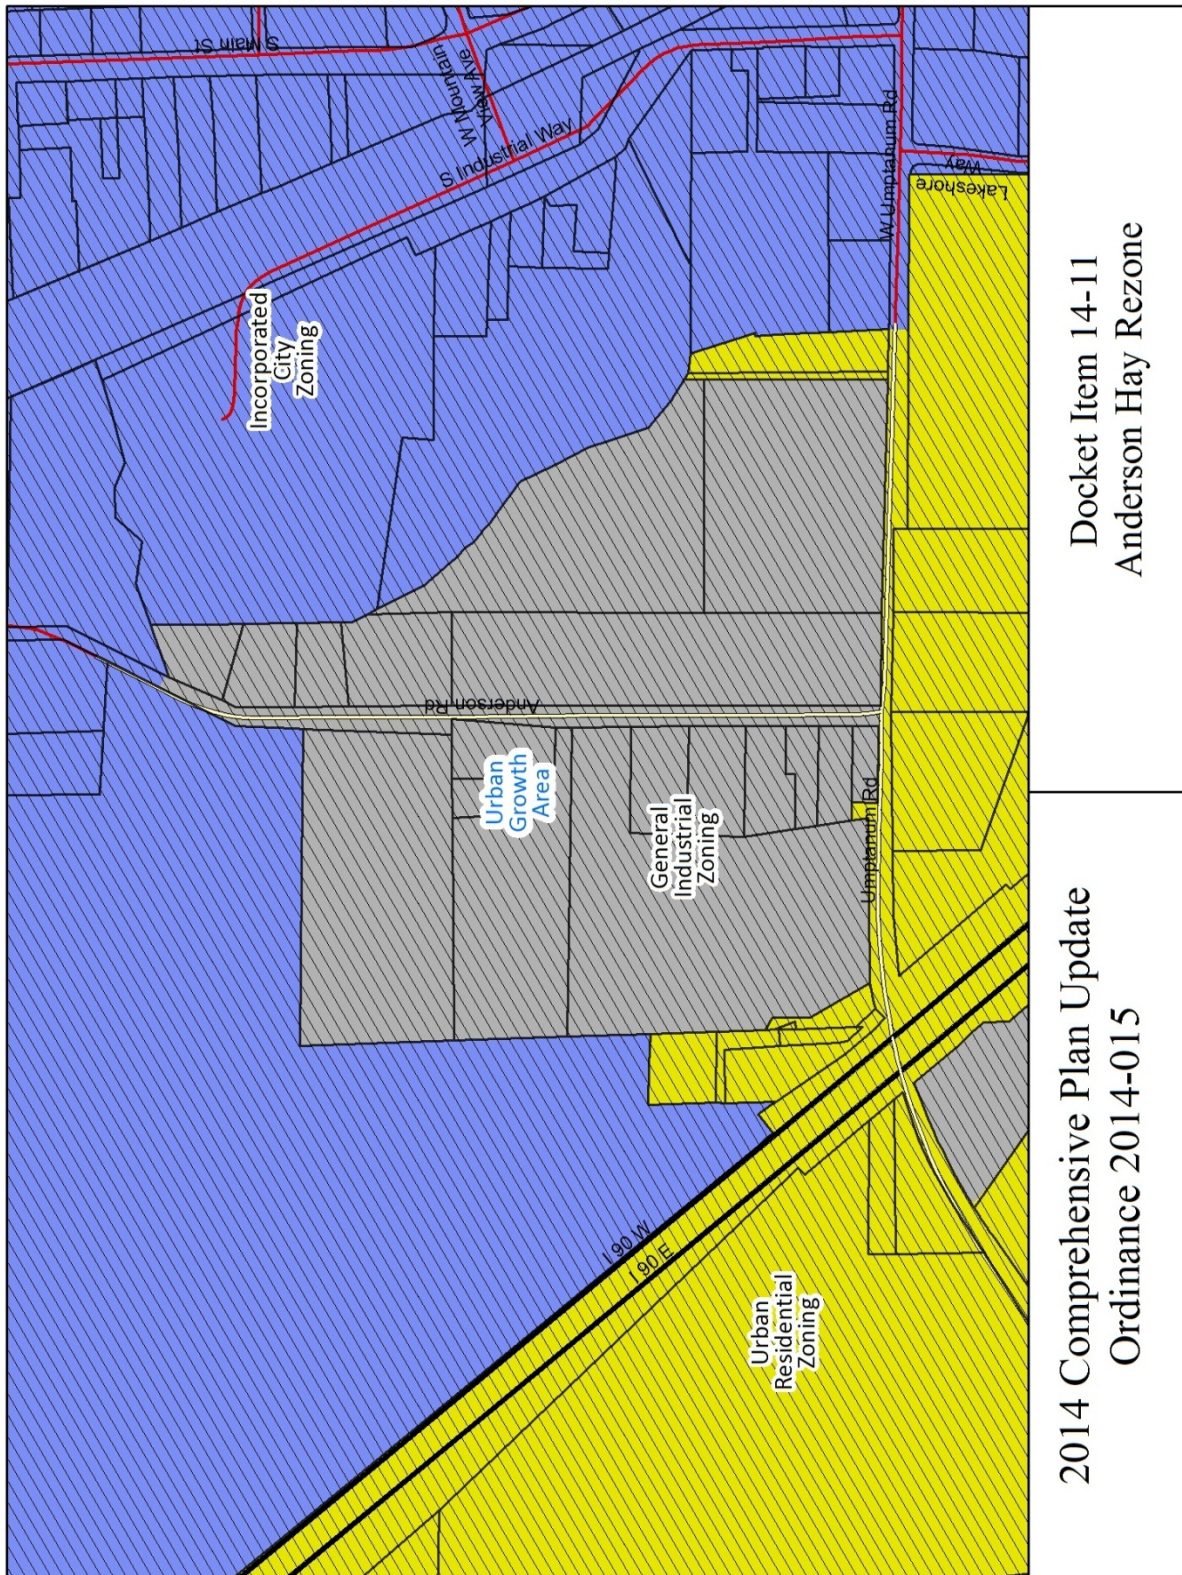 S Main St
W Mountain
View Ave
S Industrial Way
W Umptanum Rd
Lakeshore
Way
Incorporated
City
Zoning
Anderson Rd
Urban
Growth
Area
General
Industrial
Zoning
Umptanum Rd
I 90 W
I 90 E
Urban
Residential
Zoning
2014 Comprehensive Plan Update
Ordinance 2014-015
Docket Item 14-11
Anderson Hay Rezone